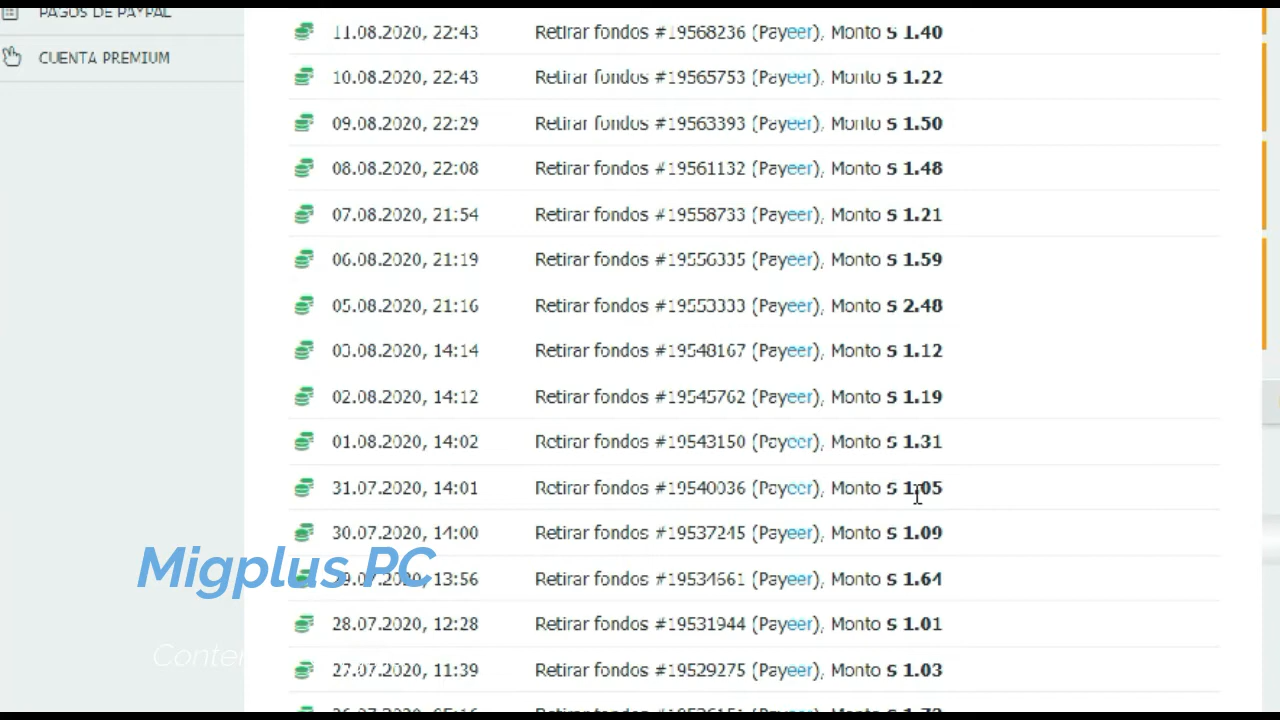 PAGOS DE PAYPAL
CUENTA PREMIUM
11.08.2020, 22:43 Retirar fondos #19568236 (Payeer), Monto $ 1.40
10.08.2020, 22:43 Retirar fondos #19565753 (Payeer), Monto $ 1.22
09.08.2020, 22:29 Retirar fondos #19563393 (Payeer), Monto $ 1.50
08.08.2020, 22:08 Retirar fondos #19561132 (Payeer), Monto $ 1.48
07.08.2020, 21:54 Retirar fondos #19558733 (Payeer), Monto $ 1.21
06.08.2020, 21:19 Retirar fondos #19556335 (Payeer), Monto $ 1.59
05.08.2020, 21:16 Retirar fondos #19553333 (Payeer), Monto $ 2.48
03.08.2020, 14:14 Retirar fondos #19548167 (Payeer), Monto $ 1.12
02.08.2020, 14:12 Retirar fondos #19545762 (Payeer), Monto $ 1.19
01.08.2020, 14:02 Retirar fondos #19543150 (Payeer), Monto $ 1.31
31.07.2020, 14:01 Retirar fondos #19540036 (Payeer), Monto $ 1.05
30.07.2020, 14:00 Retirar fondos #19537245 (Payeer), Monto $ 1.09
13:56 Retirar fondos #19534661 (Payeer), Monto $ 1.64
Migplus PC
28.07.2020, 12:28 Retirar fondos #19531944 (Payeer), Monto $ 1.01
27.07.2020, 11:39 Retirar fondos #19529275 (Payeer), Monto $ 1.03